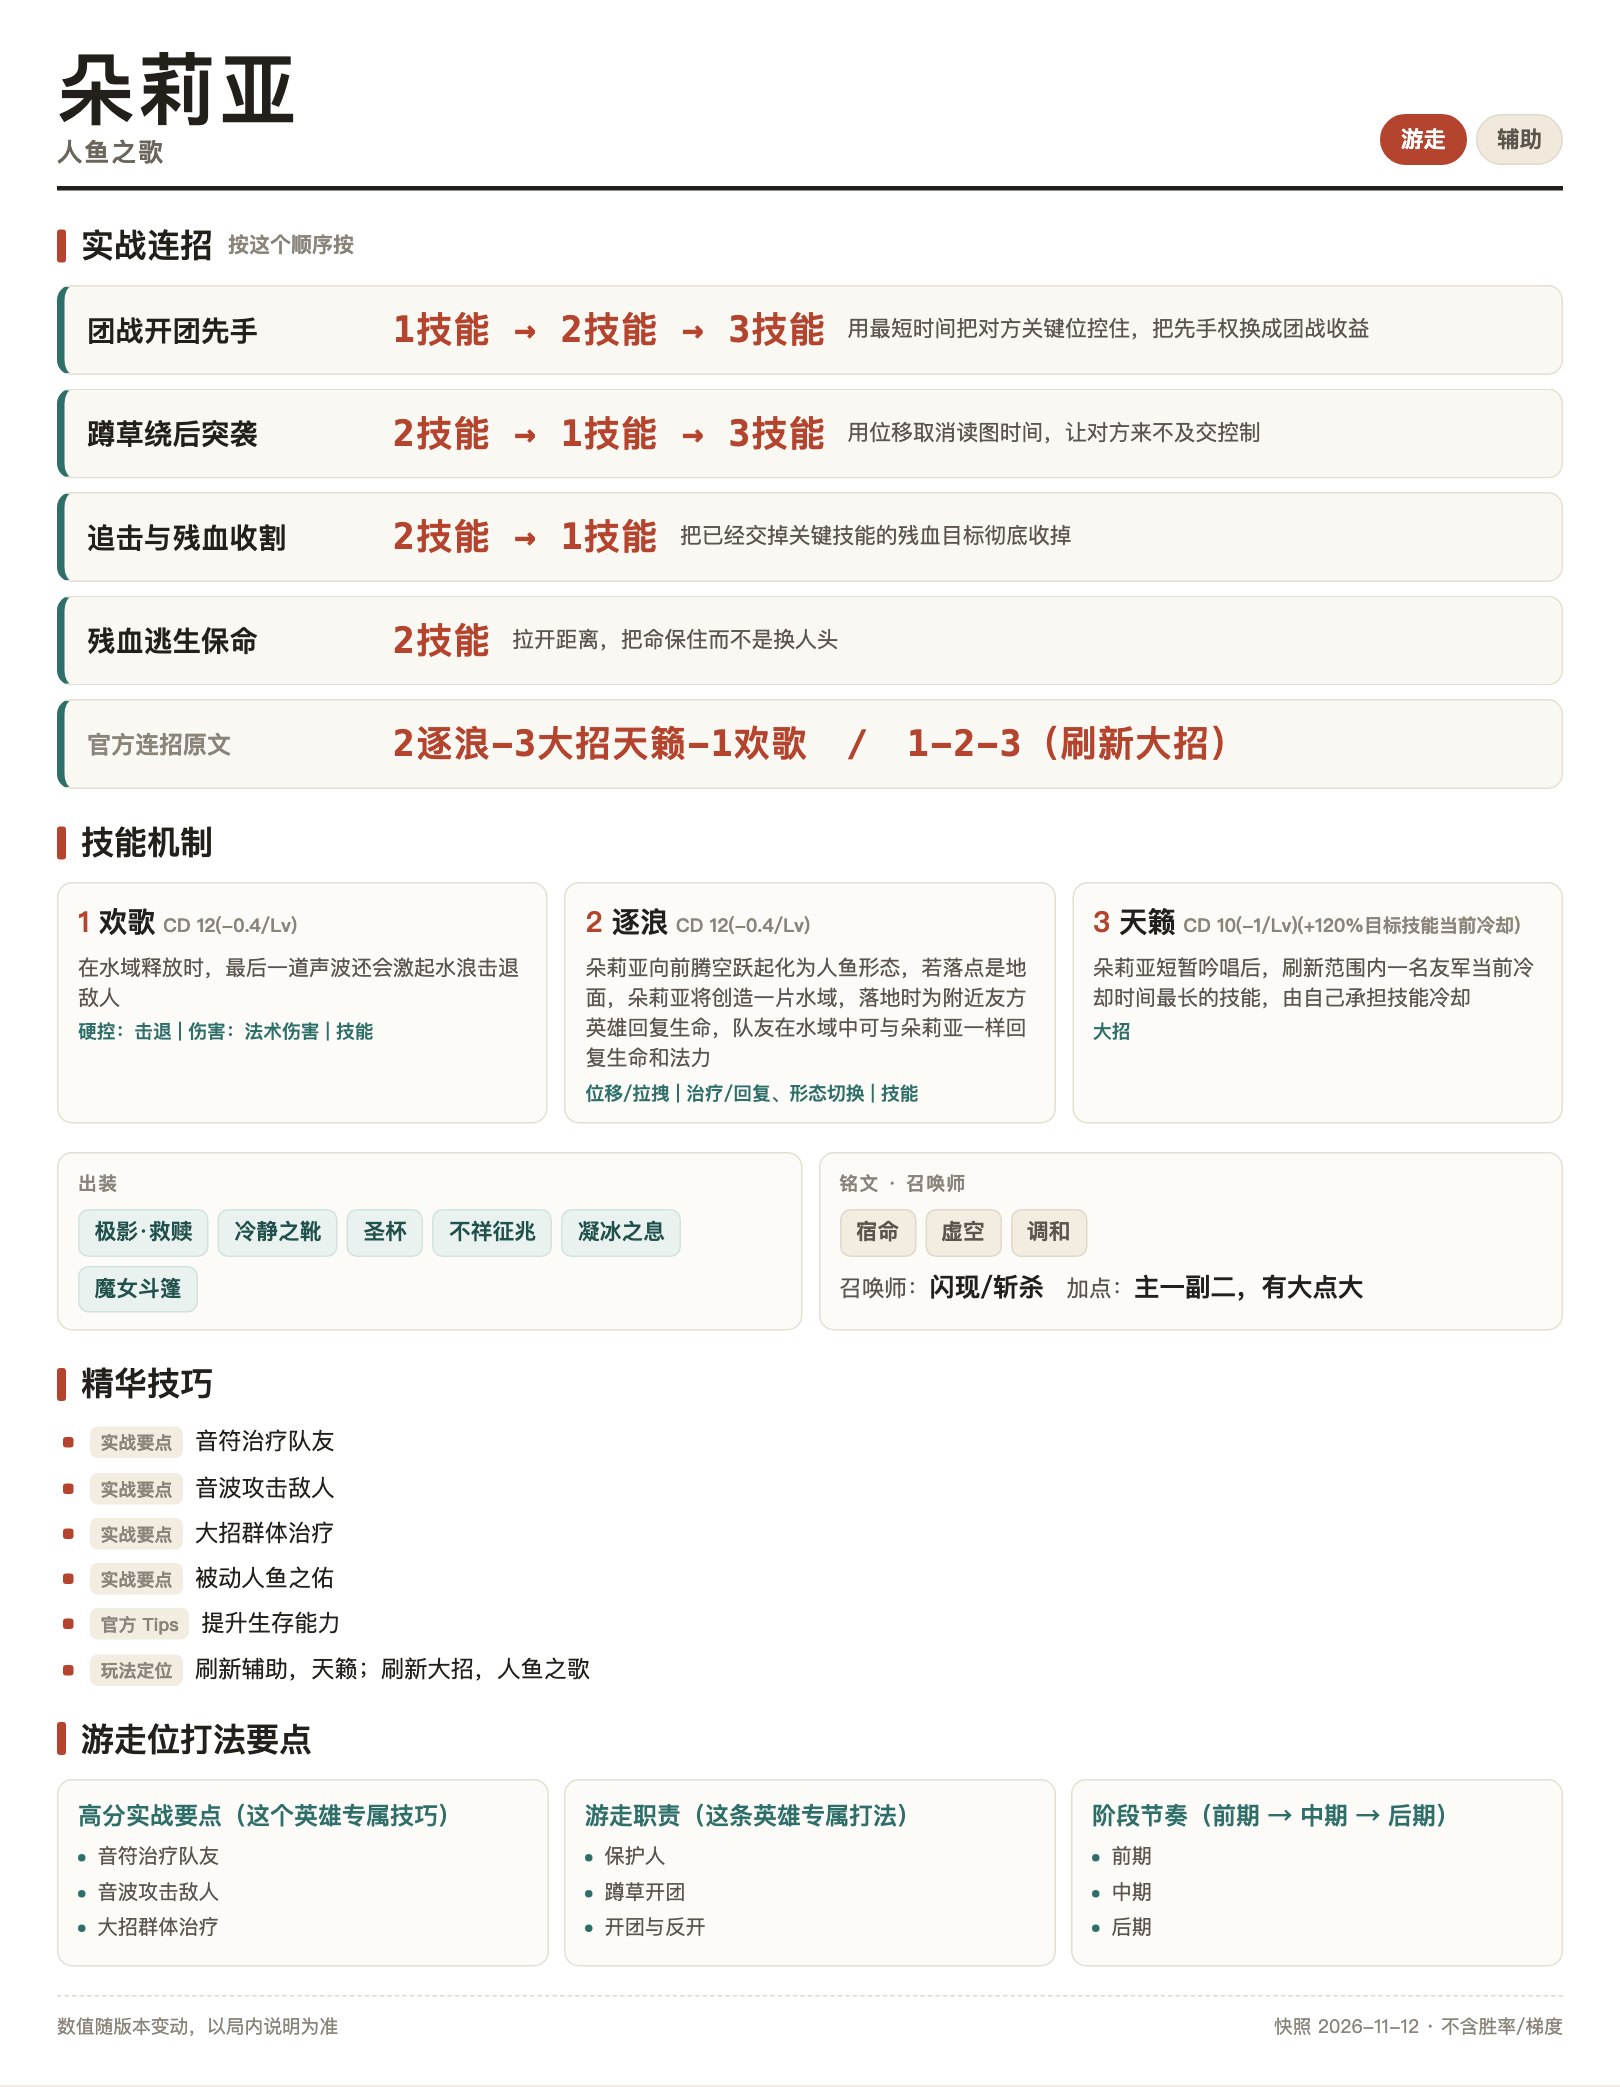 朵莉亚
人鱼之歌
游走 辅助
实战连招 按这个顺序按
团战开团先手 1技能 → 2技能 → 3技能 用最短时间把对方关键位控住，把先手权换成团战收益
蹲草绕后突袭 2技能 → 1技能 → 3技能 用位移取消读图时间，让对方来不及交控制
追击与残血收割 2技能 → 1技能 把已经交掉关键技能的残血目标彻底收掉
残血逃生保命 2技能 拉开距离，把命保住而不是换人头
官方连招原文 2逐浪-3大招天籁-1欢歌 / 1-2-3（刷新大招）
技能机制
1 欢歌 CD 12(-0.4/Lv)
在水域释放时，最后一道声波还会激起水浪击退
敌人
硬控：击退 | 伤害：法术伤害 | 技能
2 逐浪 CD 12(-0.4/Lv)
朵莉亚向前腾空跃起化为人鱼形态，若落点是地
面，朵莉亚将创造一片水域，落地时为附近友方
英雄回复生命，队友在水域中可与朵莉亚一样回
复生命和法力
位移/拉拽 | 治疗/回复、形态切换 | 技能
3 天籁 CD 10(-1/Lv)(+120%目标技能当前冷却)
朵莉亚短暂吟唱后，刷新范围内一名友军当前冷
却时间最长的技能，由自己承担技能冷却
大招
出装
极影·救赎 冷静之靴 圣杯 不祥征兆 凝冰之息
魔女斗篷
铭文 · 召唤师
宿命 虚空 调和
召唤师：闪现/斩杀 加点：主一副二，有大点大
精华技巧
实战要点 音符治疗队友
实战要点 音波攻击敌人
实战要点 大招群体治疗
实战要点 被动人鱼之佑
官方 Tips 提升生存能力
玩法定位 刷新辅助，天籁；刷新大招，人鱼之歌
游走位打法要点
高分实战要点（这个英雄专属技巧）
音符治疗队友
音波攻击敌人
大招群体治疗
游走职责（这条英雄专属打法）
保护人
蹲草开团
开团与反开
阶段节奏（前期 → 中期 → 后期）
前期
中期
后期
数值随版本变动，以局内说明为准
快照 2026-11-12 · 不含胜率/梯度